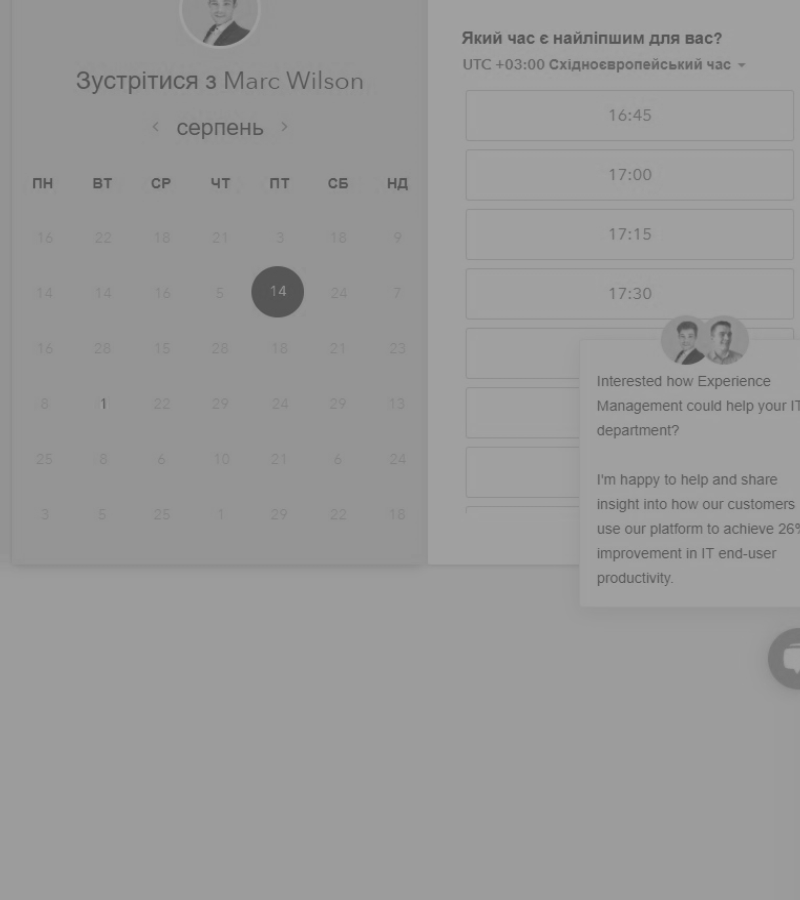 Зустрітися з Marc Wilson
серпень
ПН ВТ СР ЧТ ПТ СБ НД
16 22 18 21 3 18 9
14 14 16 5 14 24 7
16 28 15 28 18 21 23
8 1 22 29 24 29 13
25 8 6 10 21 6 24
3 5 25 1 29 22 18
Який час є найліпшим для вас?
UTC +03:00 Східноєвропейський час
16:45
17:00
17:15
17:30
Interested how Experience
Management could help your IT
department?
I'm happy to help and share
insight into how our customers
use our platform to achieve 26%
improvement in IT end-user
productivity.